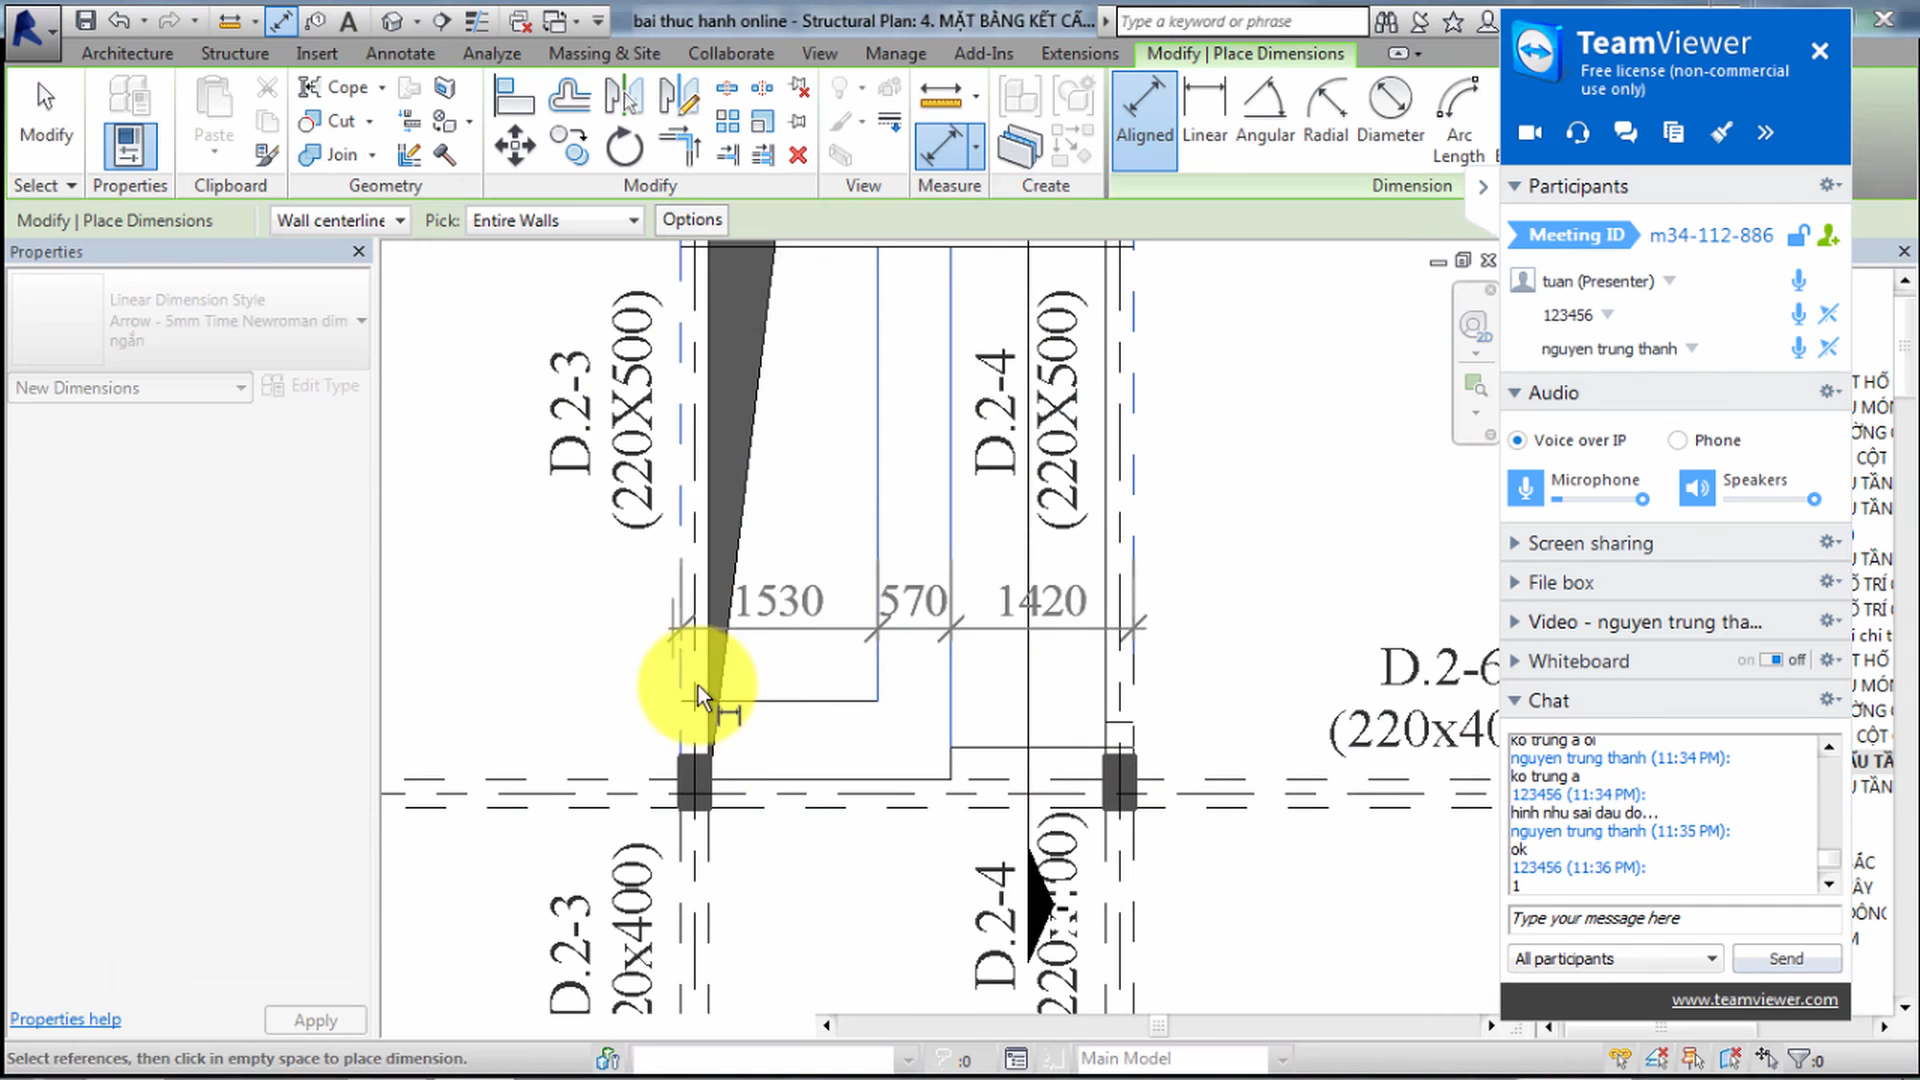 bai thuc hanh online - Structural Plan: 4. MẶT BẰNG KẾT CẤ...
Type a keyword or phrase
Architecture Structure Insert Annotate Analyze Massing & Site Collaborate View Manage Add-Ins Extensions Modify | Place Dimensions
Modify
Paste
Cope
Cut
Join
Aligned Linear Angular Radial Diameter Arc
Length
Select Properties Clipboard Geometry Modify View Measure Create Dimension
Modify | Place Dimensions Wall centerline Pick: Entire Walls Options
Properties
Linear Dimension Style
Arrow - 5mm Time Newroman dim
ngắn
New Dimensions Edit Type
Properties help Apply
D.2-3
(220X500)
D.2-4
(220X500)
1530 570 1420
D.2-6
(220x40
D.2-3
20x400)
D.2-4
2D
TeamViewer
Free license (non-commercial
use only)
Participants
Meeting ID m34-112-886
tuan (Presenter)
123456
nguyen trung thanh
Audio
Voice over IP Phone
Microphone Speakers
Screen sharing
File box
Video - nguyen trung tha...
Whiteboard on off
Chat
ko trung a oi
nguyen trung thanh (11:34 PM):
ko trung a
123456 (11:34 PM):
hinh nhu sai dau do...
nguyen trung thanh (11:35 PM):
ok
123456 (11:36 PM):
1
Type your message here
All participants Send
www.teamviewer.com
Select references, then click in empty space to place dimension.
:0 Main Model :0